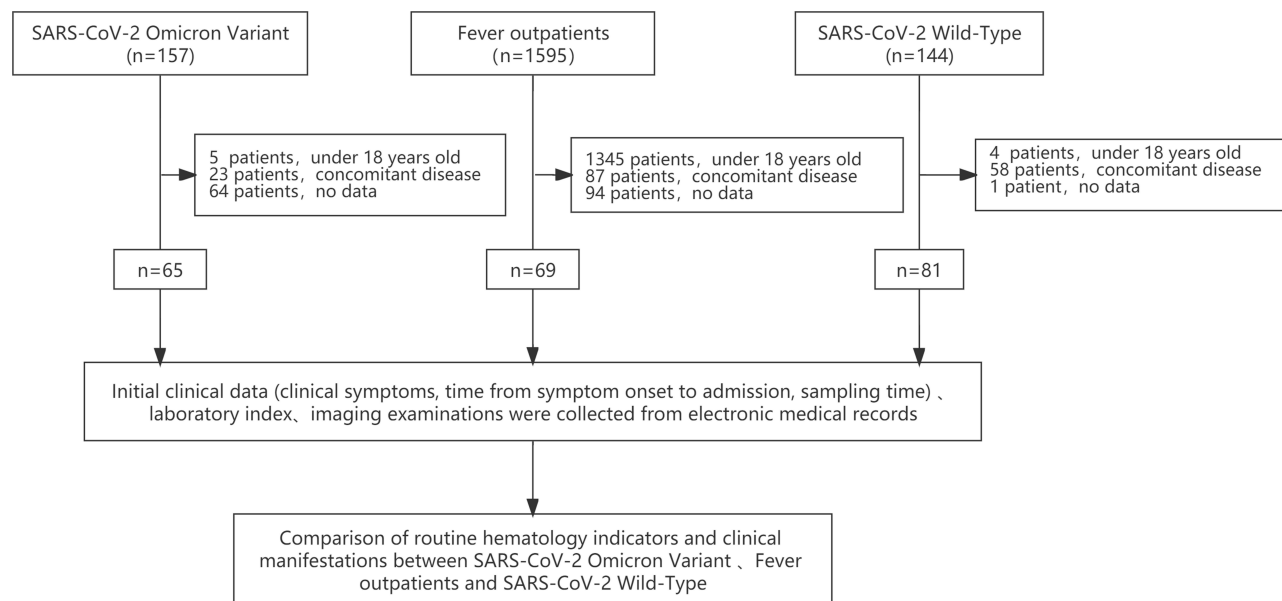 SARS-CoV-2 Omicron Variant
(n=157)
Fever outpatients
(n=1595)
SARS-CoV-2 Wild-Type
(n=144)
5 patients，under 18 years old
23 patients，concomitant disease
64 patients，no data
1345 patients，under 18 years old
87 patients，concomitant disease
94 patients，no data
4 patients，under 18 years old
58 patients，concomitant disease
1 patient，no data
n=65
n=69
n=81
Initial clinical data (clinical symptoms, time from symptom onset to admission, sampling time) 、
laboratory index、imaging examinations were collected from electronic medical records
Comparison of routine hematology indicators and clinical
manifestations between SARS-CoV-2 Omicron Variant 、Fever
outpatients and SARS-CoV-2 Wild-Type